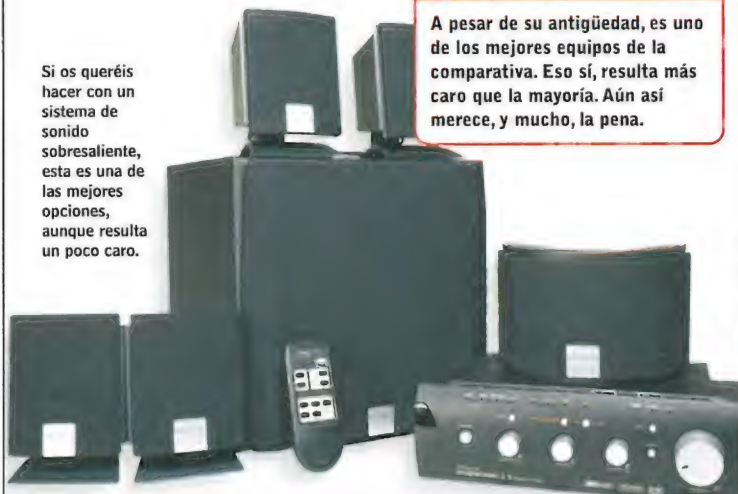 Si os queréis
hacer con un
sistema de
sonido
sobresaliente,
esta es una de
las mejores
opciones,
aunque resulta
un poco caro.
A pesar de su antigüedad, es uno
de los mejores equipos de la
comparativa. Eso sí, resulta más
caro que la mayoría. Aún así
merece, y mucho, la pena.